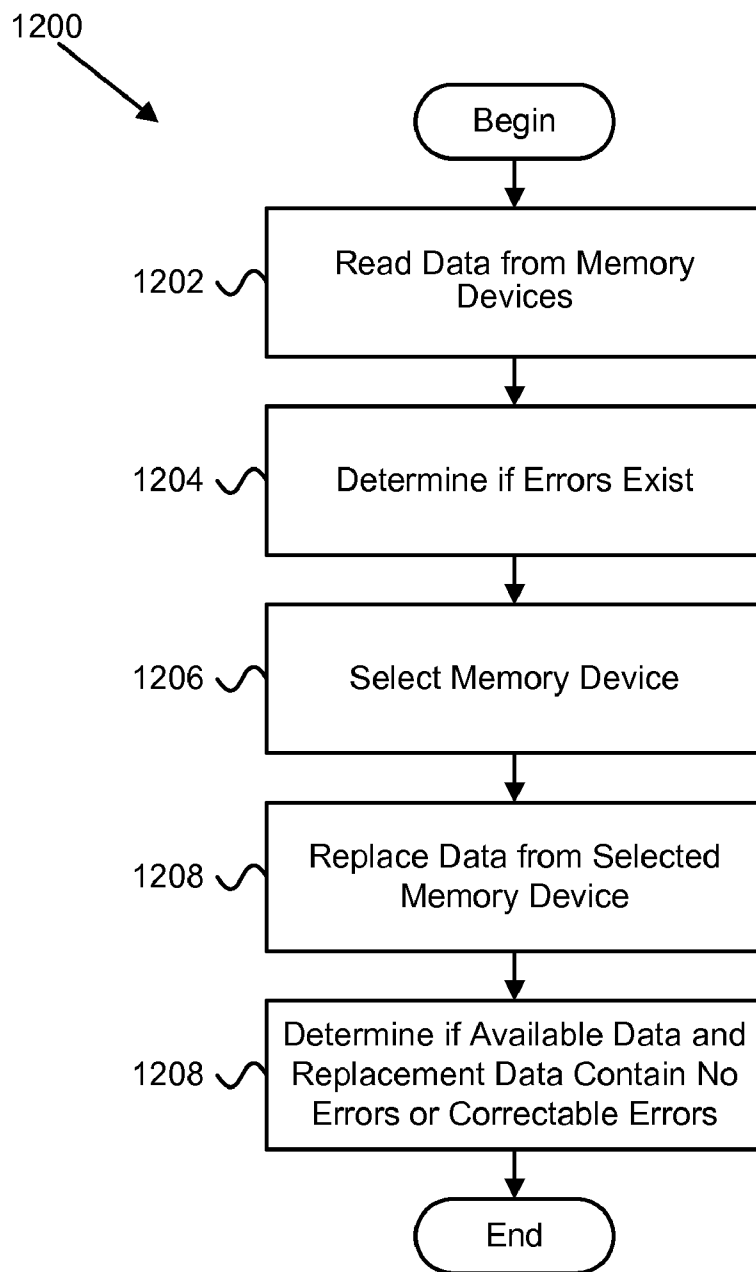 1200
Begin
1202
Read Data from Memory
Devices
1204
Determine if Errors Exist
1206
Select Memory Device
1208
Replace Data from Selected
Memory Device
1208
Determine if Available Data and
Replacement Data Contain No
Errors or Correctable Errors
End